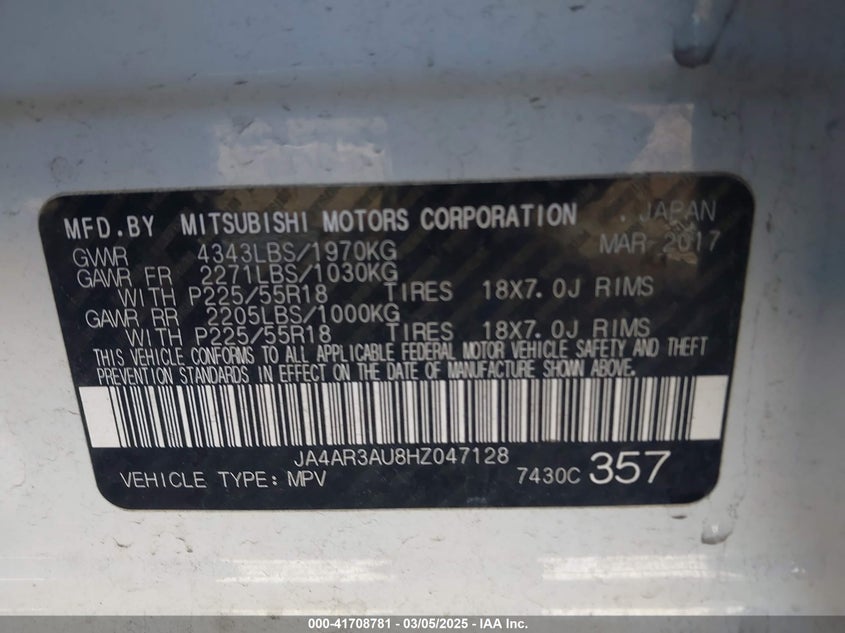 MFD.BY MITSUBISHI MOTORS CORPORATION . JAPAN
GVWR 4343LBS/1970KG MAR 2017
GAWR FR 2271LBS/1030KG
WITH P225/55R18 TIRES 18X7.0J RIMS
GAWR RR 2205LBS/1000KG
WITH P225/55R18 TIRES 18X7.0J RIMS
THIS VEHICLE CONFORMS TO ALL APPLICABLE FEDERAL MOTOR VEHICLE SAFETY AND THEFT
PREVENTION STANDARDS IN EFFECT ON THE DATE OF MANUFACTURE SHOWN ABOVE.
JA4AR3AU8HZ047128
VEHICLE TYPE: MPV 7430C 357
000-41708781 - 03/05/2025 - IAA Inc.